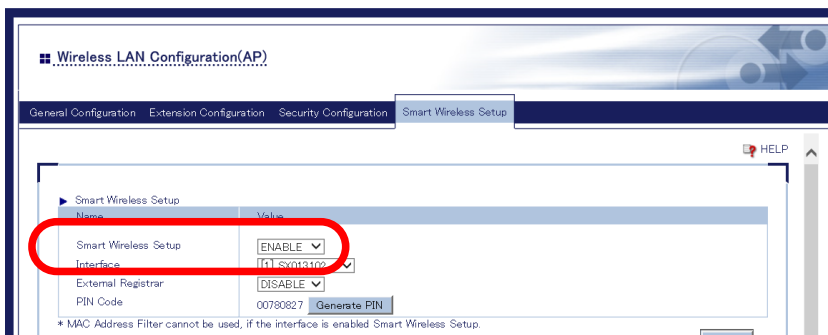 Wireless LAN Configuration(AP)
General Configuration Extension Configuration Security Configuration Smart Wireless Setup
HELP
Smart Wireless Setup
Name Value
Smart Wireless Setup ENABLE
Interface [1] SX013102
External Registrar DISABLE
PIN Code 00780827 Generate PIN
* MAC Address Filter cannot be used, if the interface is enabled Smart Wireless Setup.